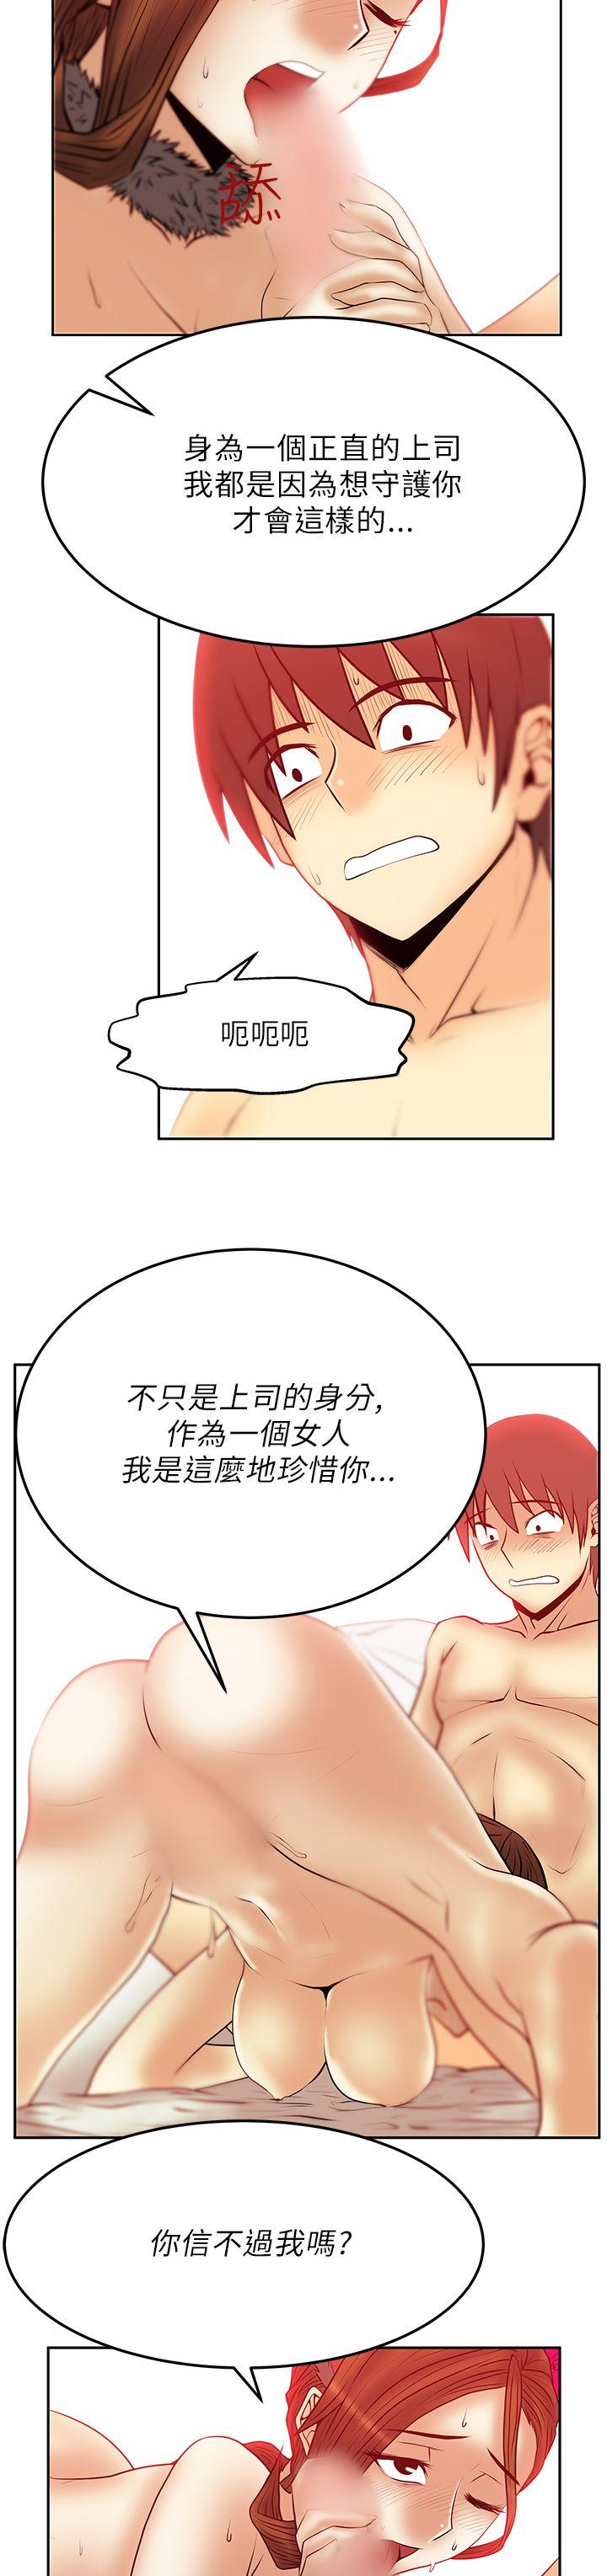 舔
身為一個正直的上司
我都是因為想守護你
才會這樣的...
呃呃呃
不只是上司的身分,
作為一個女人
我是這麼地珍惜你...
你信不過我嗎?